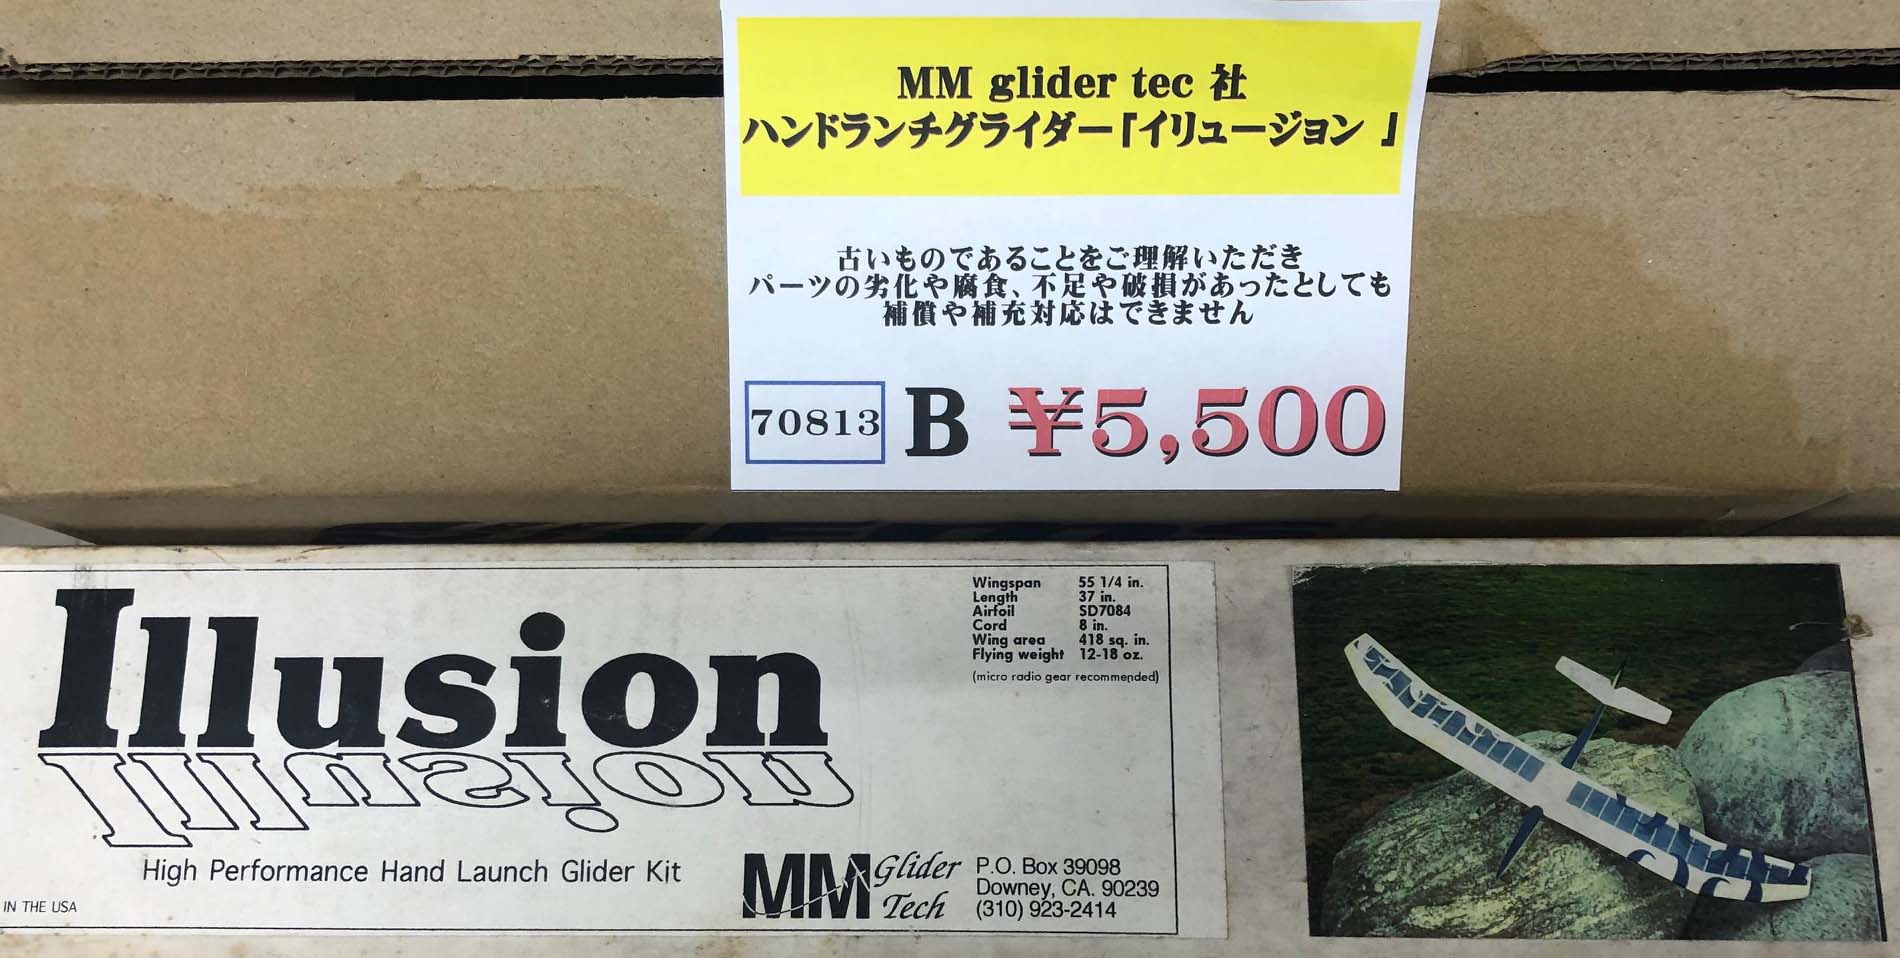 MM glider tec 社
ハンドランチグライダー「イリュージョン 」
古いものであることをご理解いただき
パーツの劣化や腐食、不足や破損があったとしても
補償や補充対応はできません
70813 B ¥5,500
Illusion
Illusion
High Performance Hand Launch Glider Kit
IN THE USA
Wingspan 55 1/4 in.
Length 37 in.
Airfoil SD7084
Cord 8 in.
Wing area 418 sq. in.
Flying weight 12-18 oz.
(micro radio gear recommended)
MM Glider Tech
P.O. Box 39098
Downey, CA. 90239
(310) 923-2414